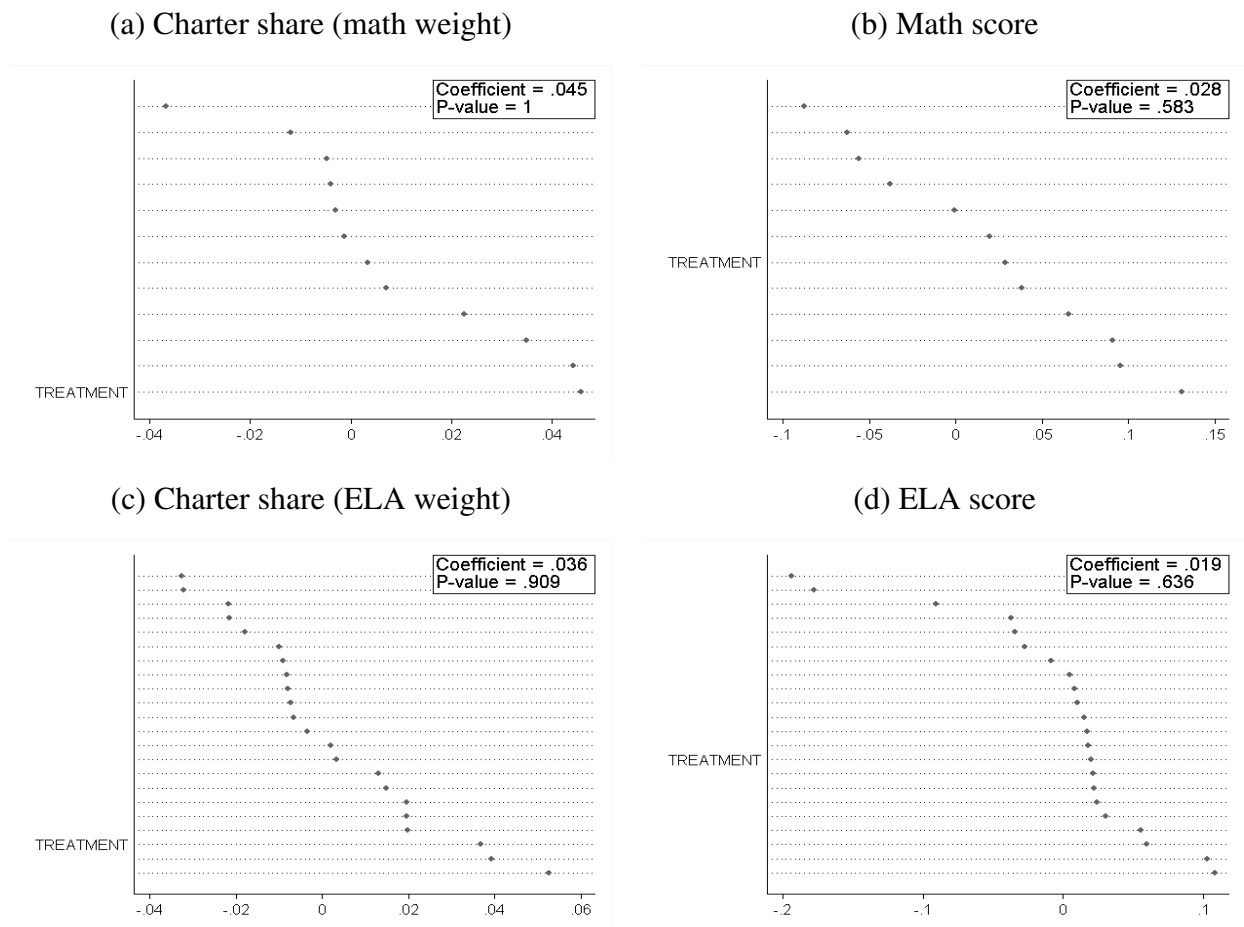 (a) Charter share (math weight)
Coefficient = .045
P-value = 1
TREATMENT
-.04 -.02 0 .02 .04
(b) Math score
Coefficient = .028
P-value = .583
TREATMENT
-.1 -.05 0 .05 .1 .15
(c) Charter share (ELA weight)
Coefficient = .036
P-value = .909
TREATMENT
-.04 -.02 0 .02 .04 .06
(d) ELA score
Coefficient = .019
P-value = .636
TREATMENT
-.2 -.1 0 .1